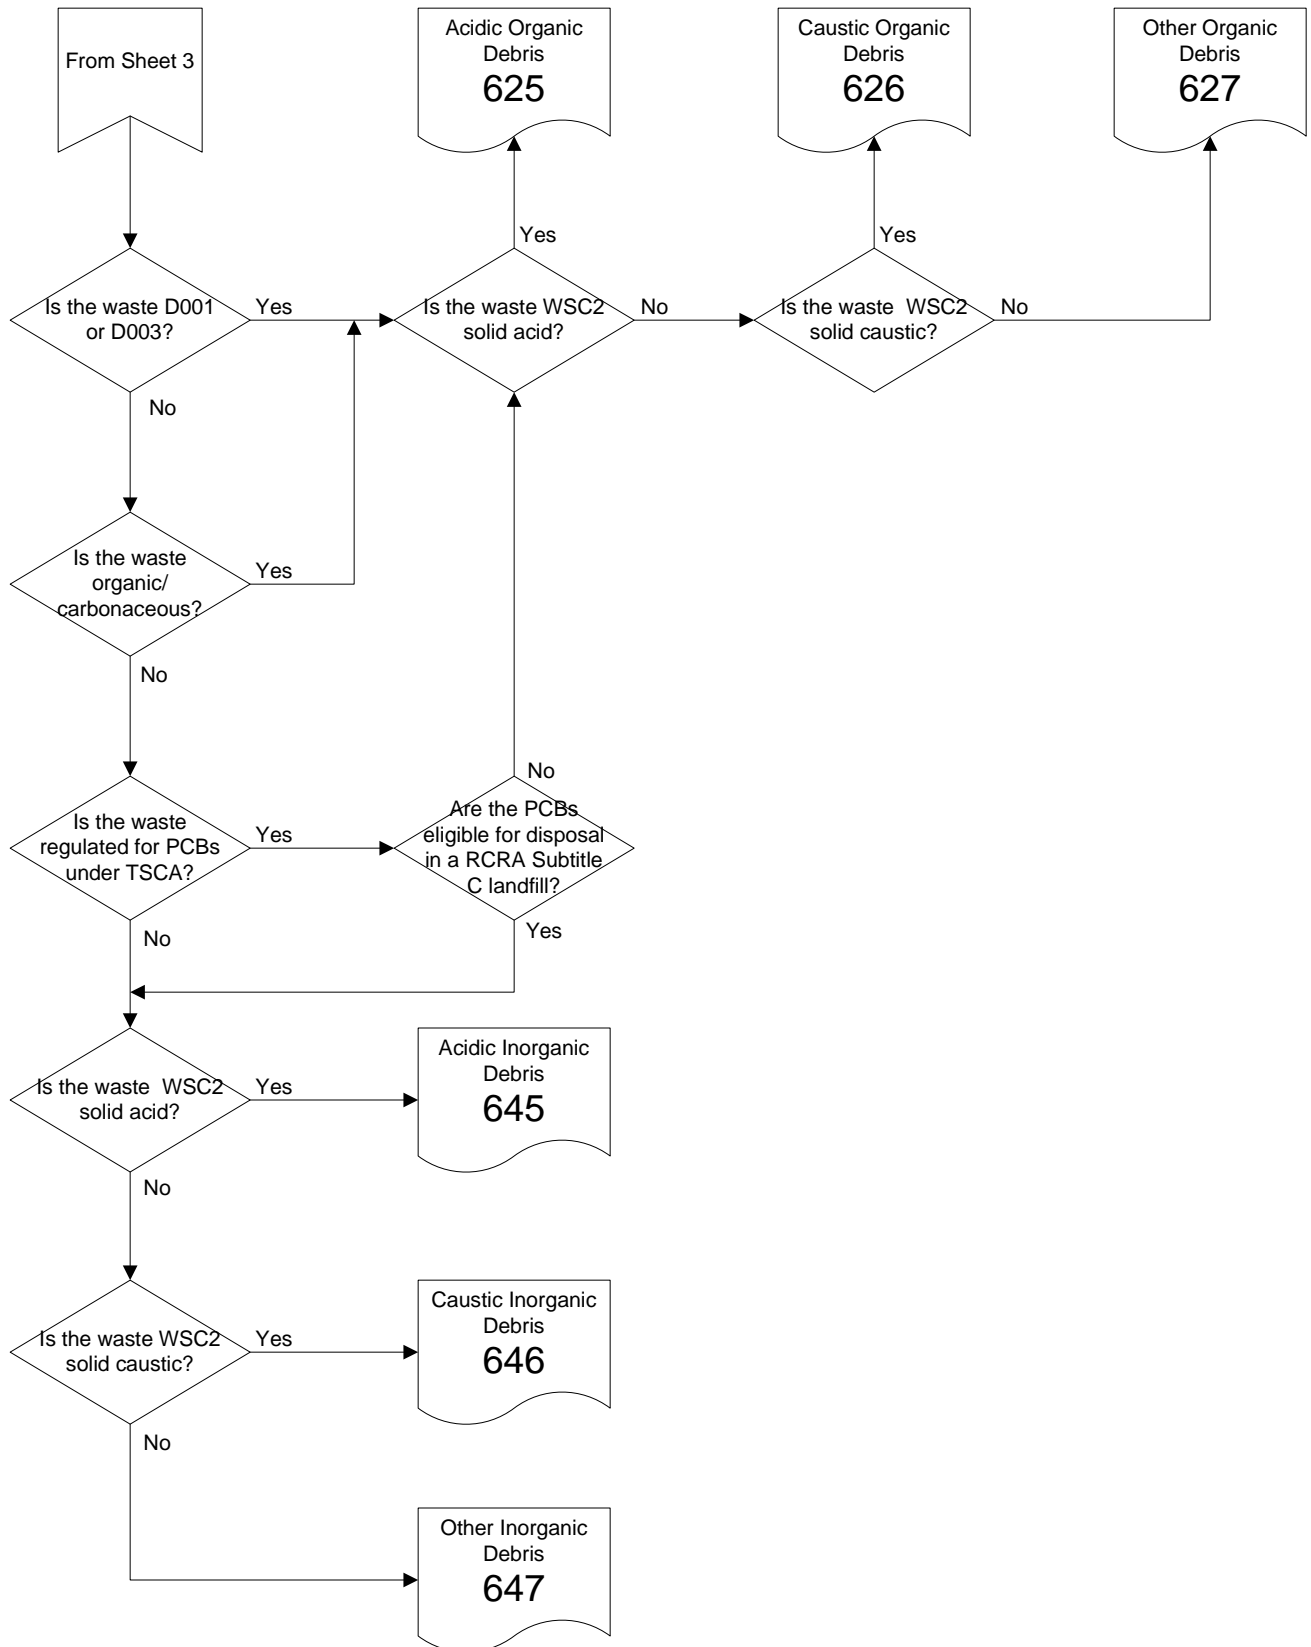 From Sheet 3
Acidic Organic
Debris
625
Caustic Organic
Debris
626
Other Organic
Debris
627
Is the waste D001
or D003?
Yes
No
Is the waste WSC2
solid acid?
Yes
No
Is the waste WSC2
solid caustic?
Yes
No
Is the waste
organic/
carbonaceous?
Yes
No
Is the waste
regulated for PCBs
under TSCA?
Yes
No
Are the PCBs
eligible for disposal
in a RCRA Subtitle
C landfill?
No
Yes
Is the waste WSC2
solid acid?
Yes
No
Acidic Inorganic
Debris
645
Is the waste WSC2
solid caustic?
Yes
No
Caustic Inorganic
Debris
646
Other Inorganic
Debris
647